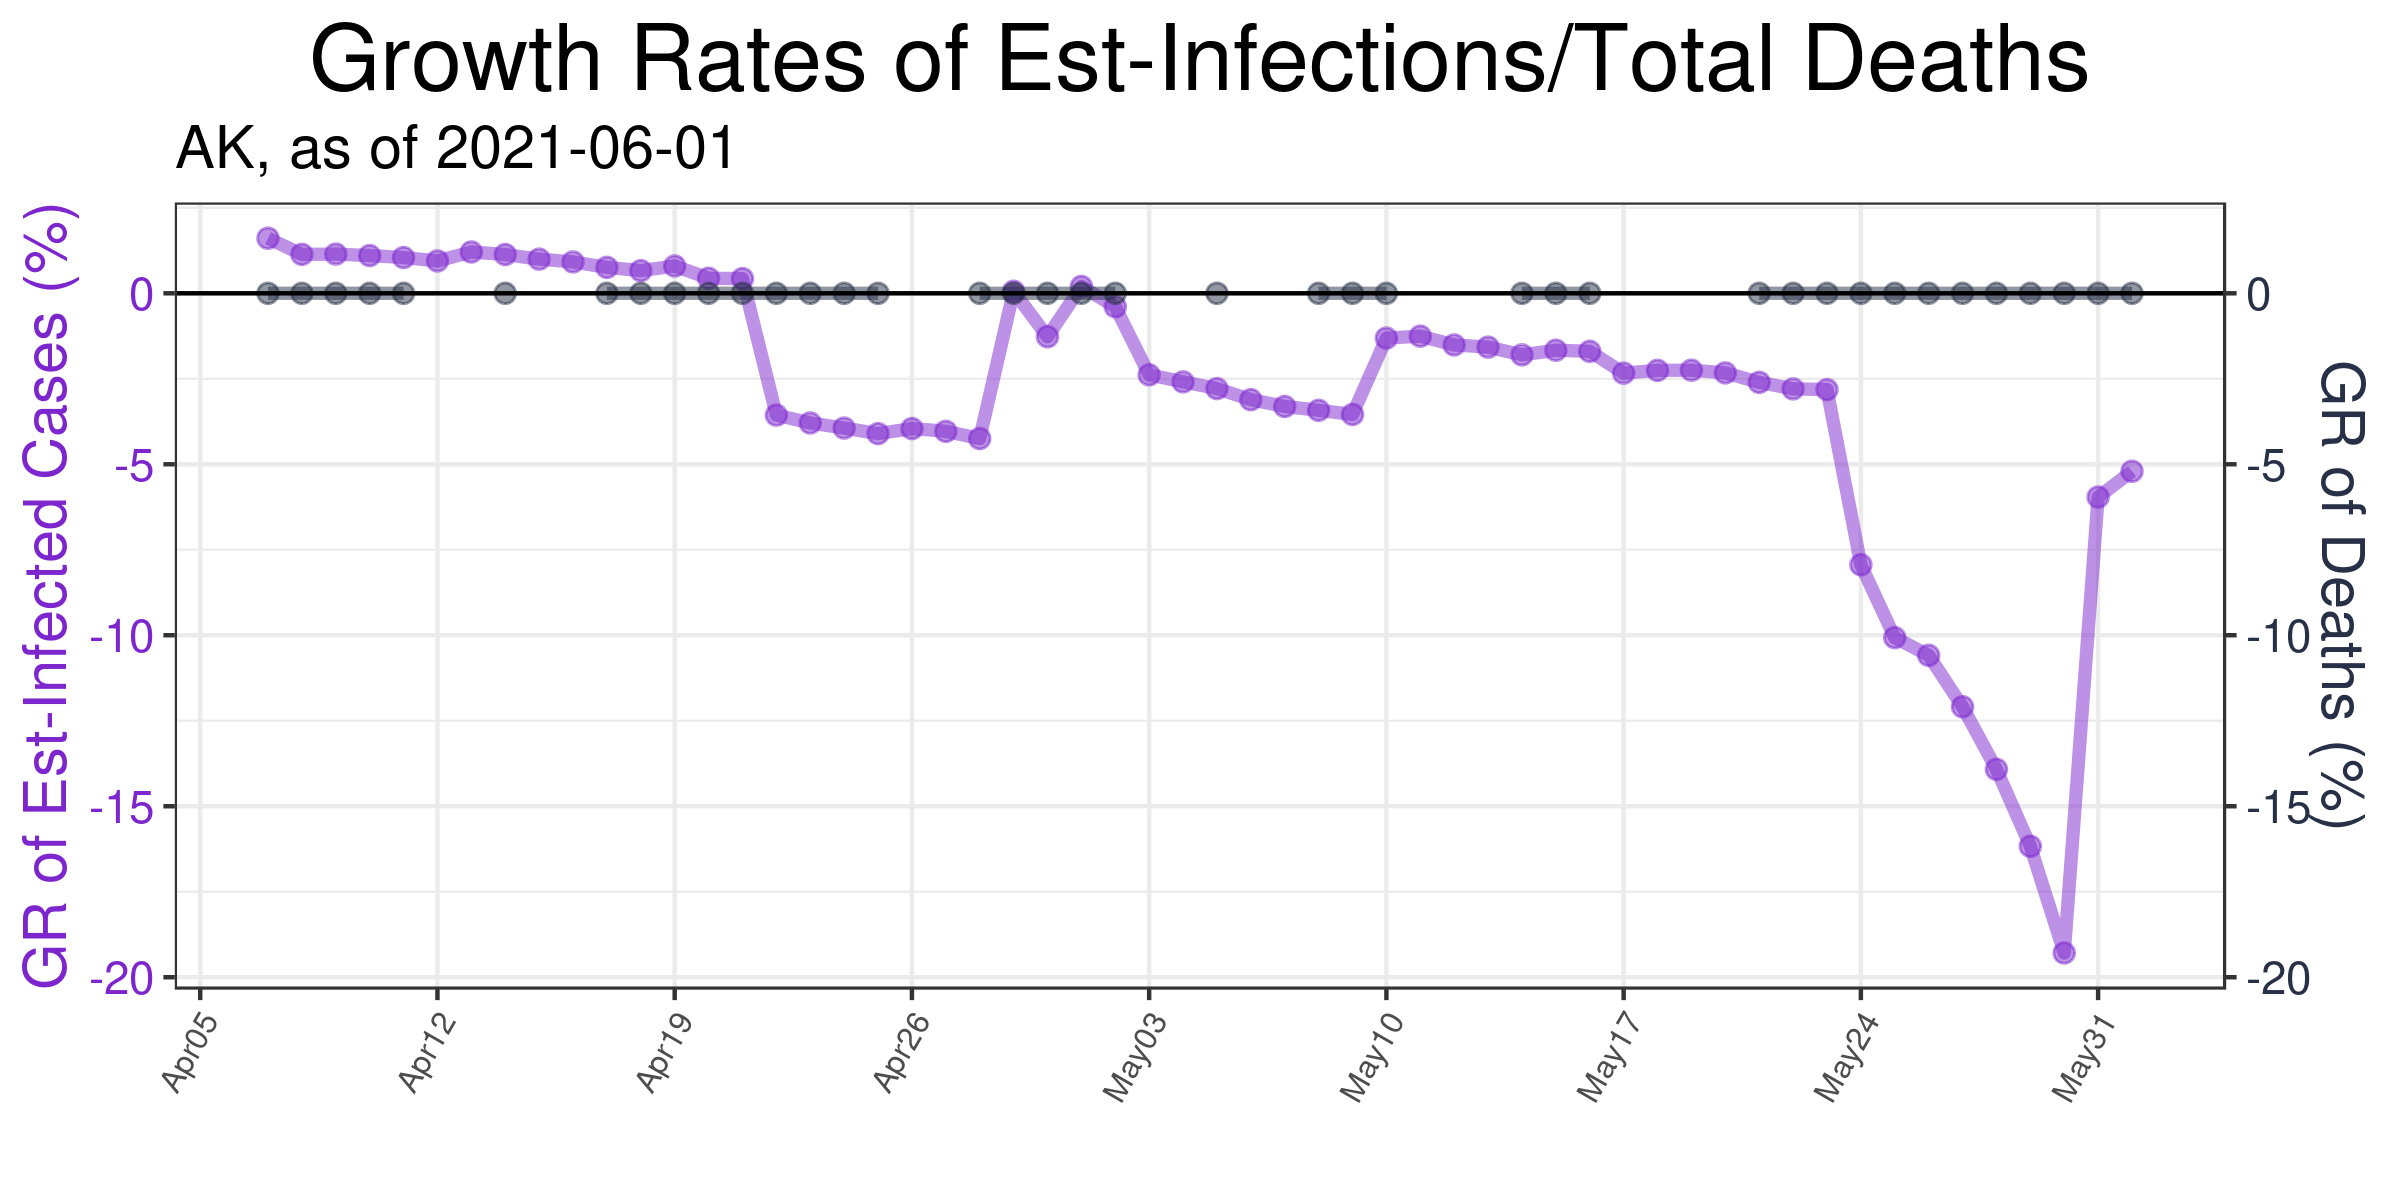 Growth Rates of Est-Infections/Total Deaths
AK, as of 2021-06-01
GR of Est-Infected Cases (%)
0
-5
-10
-15
-20
0
-5
-10
-15
-20
GR of Deaths (%)
Apr05
Apr12
Apr19
Apr26
May03
May10
May17
May24
May31